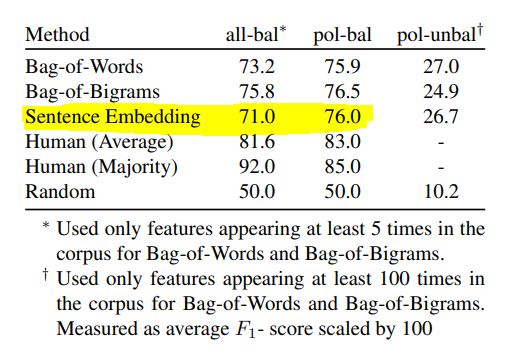 Method all-bal* pol-bal pol-unbal†
Bag-of-Words 73.2 75.9 27.0
Bag-of-Bigrams 75.8 76.5 24.9
Sentence Embedding 71.0 76.0 26.7
Human (Average) 81.6 83.0 -
Human (Majority) 92.0 85.0 -
Random 50.0 50.0 10.2
* Used only features appearing at least 5 times in the
corpus for Bag-of-Words and Bag-of-Bigrams.
† Used only features appearing at least 100 times in
the corpus for Bag-of-Words and Bag-of-Bigrams.
Measured as average F₁- score scaled by 100